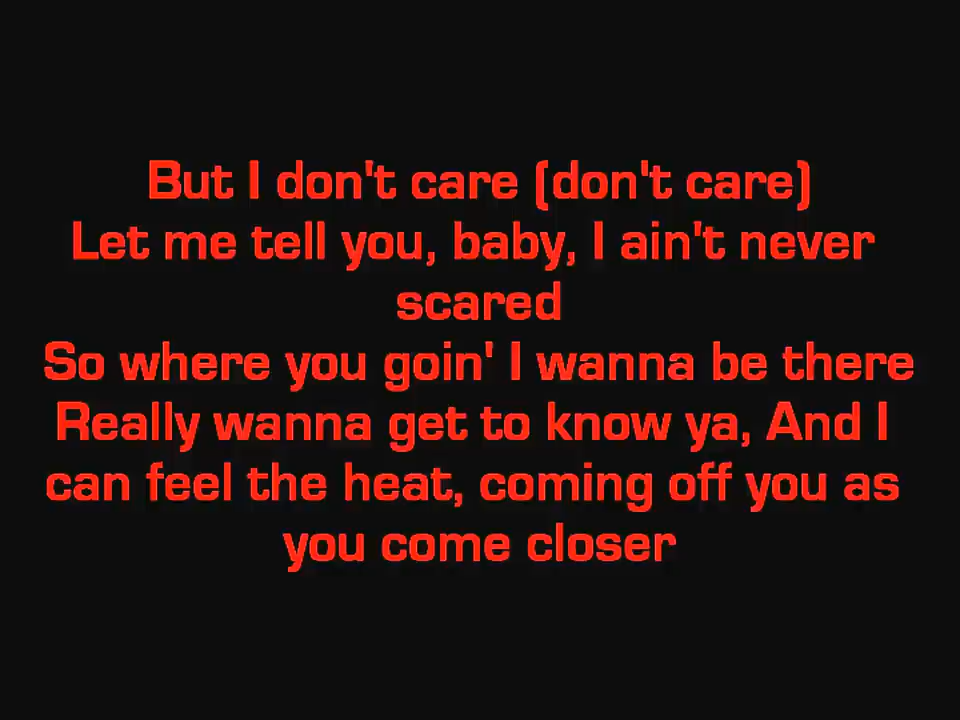 But I don't care (don't care)
Let me tell you, baby, I ain't never
scared
So where you goin' I wanna be there
Really wanna get to know ya, And I
can feel the heat, coming off you as
you come closer